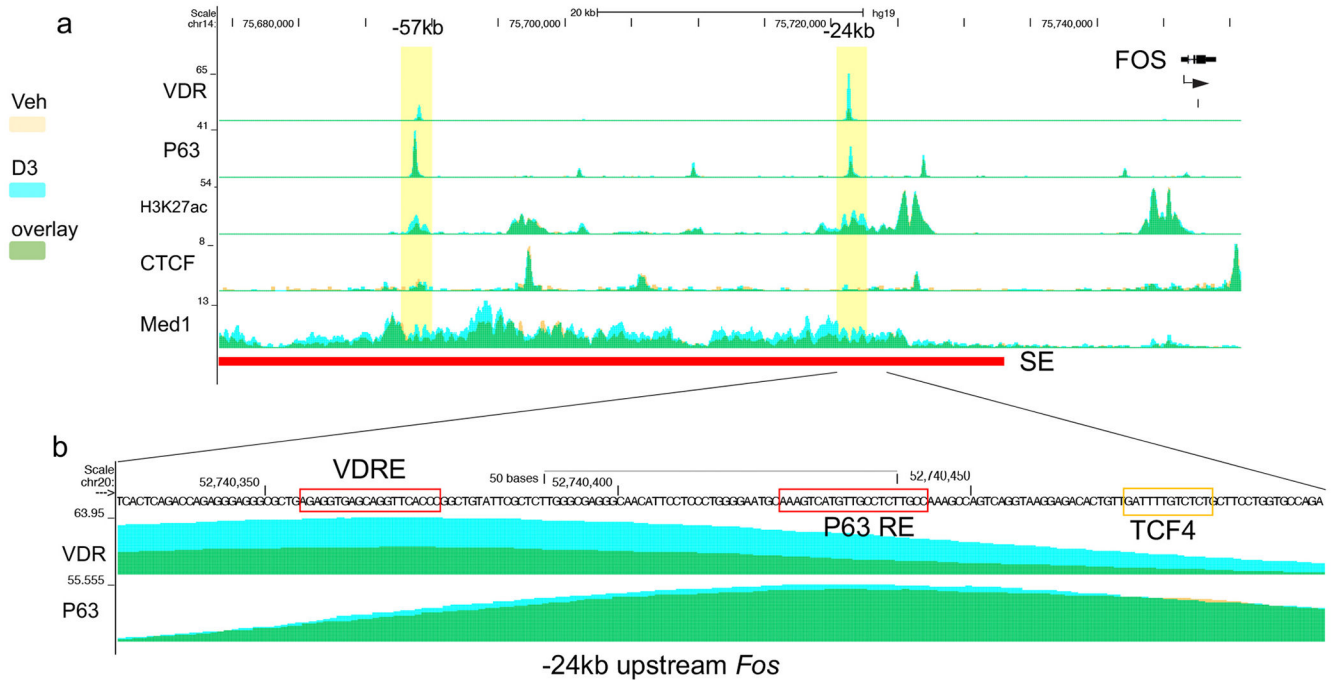 a
Scale
chr14:
20 kb
hg19
75,680,000
75,700,000
75,720,000
75,740,000
-57kb
-24kb
FOS
Veh
D3
overlay
65
VDR
41
P63
54
H3K27ac
8
CTCF
13
Med1
SE
b
Scale
chr20:
--->
50 bases
52,740,350
52,740,400
52,740,450
VDRE
TCACTCAGACCAGAGGGAGGGCGCTGAGAGGTGAGCAGGTTCACCCGGCTGTATTCGCTCTTGGGCGAGGGCAACATTCCTCCCTGGGGAATGCAAAGTCATGTTGCCTCTTGCCAAAGCCAGTCAGGTAAGGAGACACTGTTGATTTTGTCTCTGCTTCCTGGTGCCAGA
P63 RE
TCF4
63.95
VDR
55.555
P63
-24kb upstream Fos